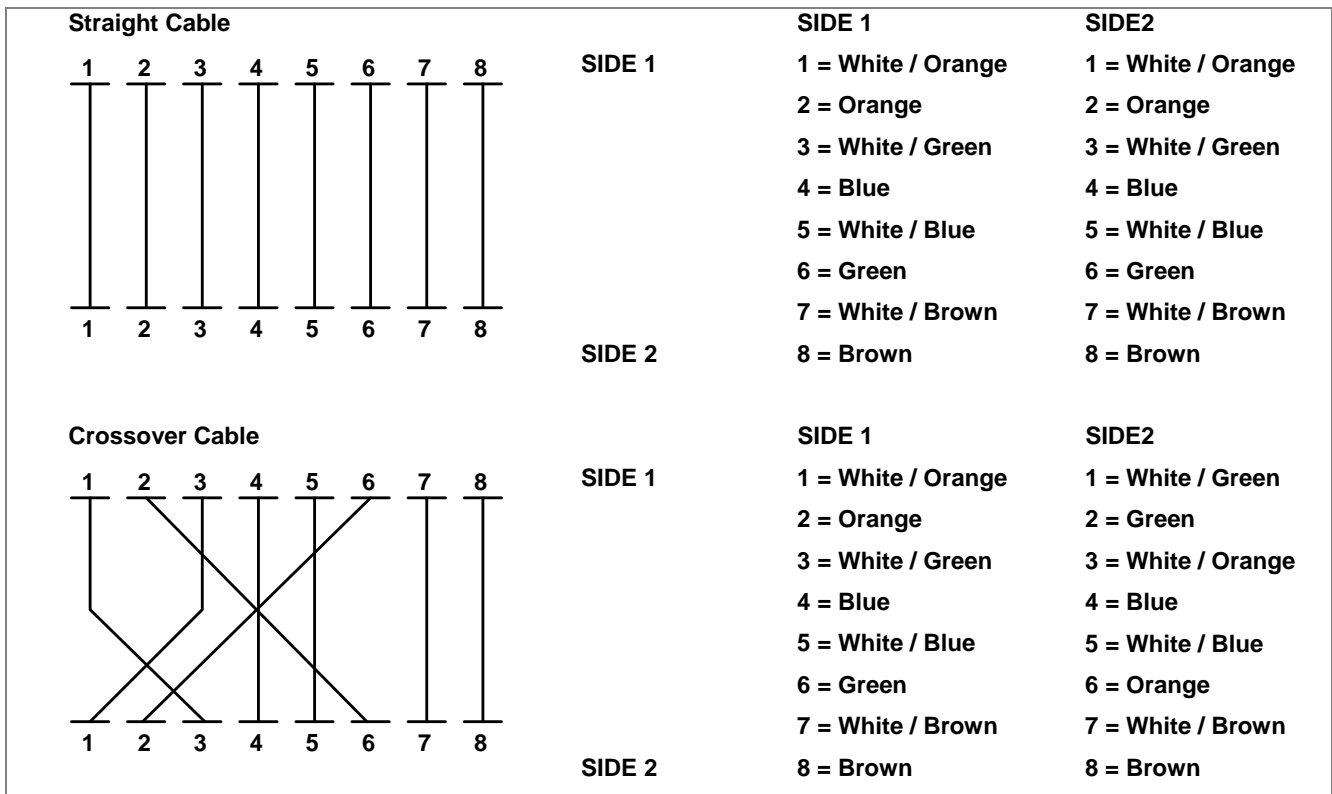 Straight Cable SIDE 1 SIDE2
1 2 3 4 5 6 7 8 SIDE 1 1 = White / Orange 1 = White / Orange
2 = Orange 2 = Orange
3 = White / Green 3 = White / Green
4 = Blue 4 = Blue
5 = White / Blue 5 = White / Blue
6 = Green 6 = Green
7 = White / Brown 7 = White / Brown
1 2 3 4 5 6 7 8
SIDE 2 8 = Brown 8 = Brown
Crossover Cable SIDE 1 SIDE2
1 2 3 4 5 6 7 8 SIDE 1 1 = White / Orange 1 = White / Green
2 = Orange 2 = Green
3 = White / Green 3 = White / Orange
4 = Blue 4 = Blue
5 = White / Blue 5 = White / Blue
6 = Green 6 = Orange
7 = White / Brown 7 = White / Brown
1 2 3 4 5 6 7 8
SIDE 2 8 = Brown 8 = Brown